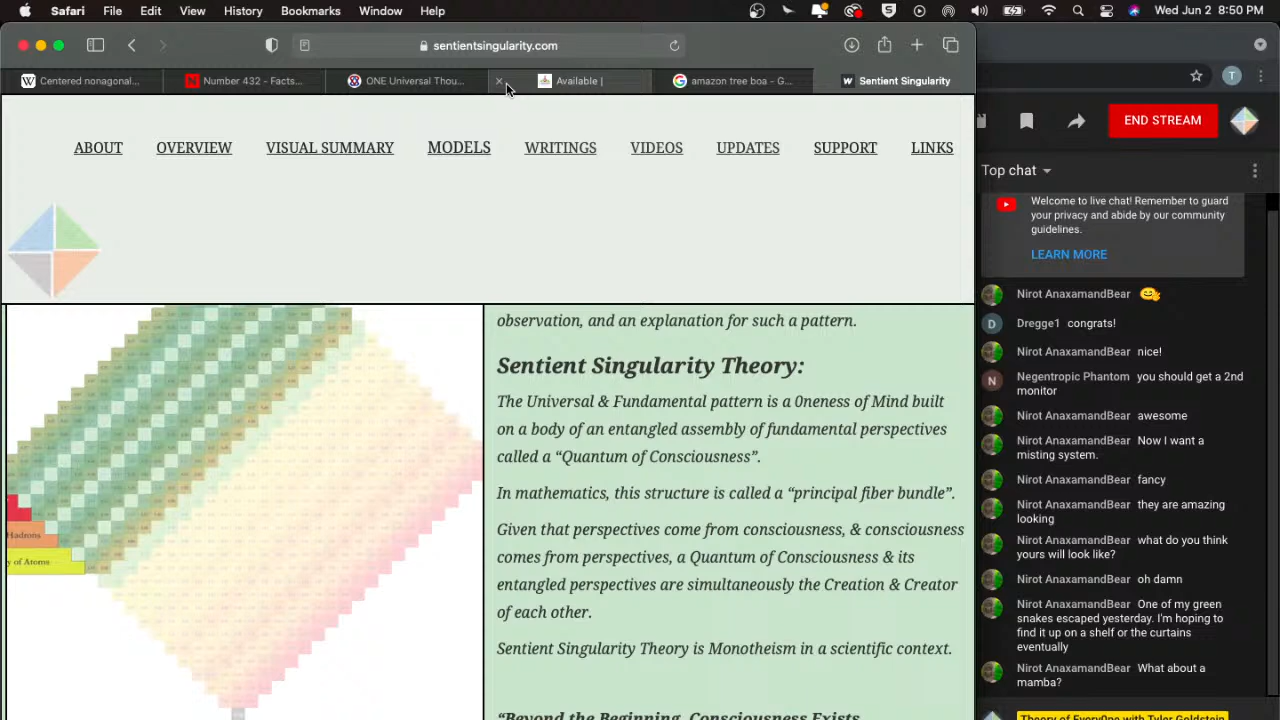 Safari File Edit View History Bookmarks Window Help
Wed Jun 2 8:50 PM
sentientsingularity.com
Centered nonagonal...
Number 432 - Facts...
ONE Universal Thou...
Available |
amazon tree boa - G...
Sentient Singularity
ABOUT OVERVIEW VISUAL SUMMARY MODELS WRITINGS VIDEOS UPDATES SUPPORT LINKS
Hadrons
y of Atoms
observation, and an explanation for such a pattern.
Sentient Singularity Theory:
The Universal & Fundamental pattern is a 0neness of Mind built
on a body of an entangled assembly of fundamental perspectives
called a “Quantum of Consciousness”.
In mathematics, this structure is called a “principal fiber bundle”.
Given that perspectives come from consciousness, & consciousness
comes from perspectives, a Quantum of Consciousness & its
entangled perspectives are simultaneously the Creation & Creator
of each other.
Sentient Singularity Theory is Monotheism in a scientific context.
“Beyond the Beginning, Consciousness Exists
T
END STREAM
Top chat
Welcome to live chat! Remember to guard
your privacy and abide by our community
guidelines.
LEARN MORE
Nirot AnaxamandBear
D Dregge1 congrats!
Nirot AnaxamandBear nice!
N Negentropic Phantom you should get a 2nd
monitor
Nirot AnaxamandBear awesome
Nirot AnaxamandBear Now I want a
misting system.
Nirot AnaxamandBear fancy
Nirot AnaxamandBear they are amazing
looking
Nirot AnaxamandBear what do you think
yours will look like?
Nirot AnaxamandBear oh damn
Nirot AnaxamandBear One of my green
snakes escaped yesterday. I'm hoping to
find it up on a shelf or the curtains
eventually
Nirot AnaxamandBear What about a
mamba?
Theory of Every0ne with Tyler Goldstein